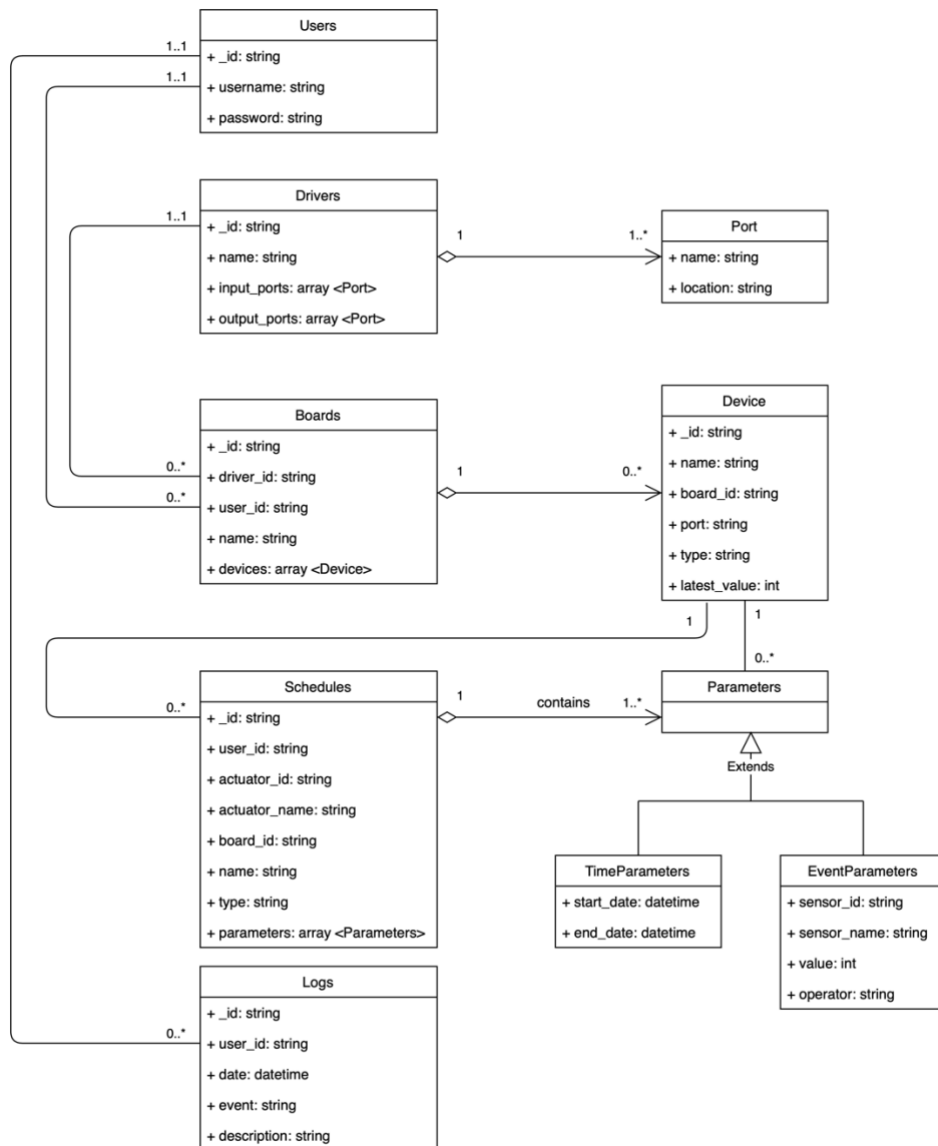 Users
1..1
+ _id: string
1..1
+ username: string
+ password: string
Drivers
1..1
+ _id: string
+ name: string
+ input_ports: array <Port>
+ output_ports: array <Port>
1
1..*
Port
+ name: string
+ location: string
Boards
+ _id: string
0..*
+ driver_id: string
0..*
+ user_id: string
+ name: string
+ devices: array <Device>
1
0..*
Device
+ _id: string
+ name: string
+ board_id: string
+ port: string
+ type: string
+ latest_value: int
1
1
0..*
Schedules
0..*
+ _id: string
+ user_id: string
+ actuator_id: string
+ actuator_name: string
+ board_id: string
+ name: string
+ type: string
+ parameters: array <Parameters>
1
contains
1..*
Parameters
Extends
TimeParameters
+ start_date: datetime
+ end_date: datetime
EventParameters
+ sensor_id: string
+ sensor_name: string
+ value: int
+ operator: string
Logs
+ _id: string
0..*
+ user_id: string
+ date: datetime
+ event: string
+ description: string